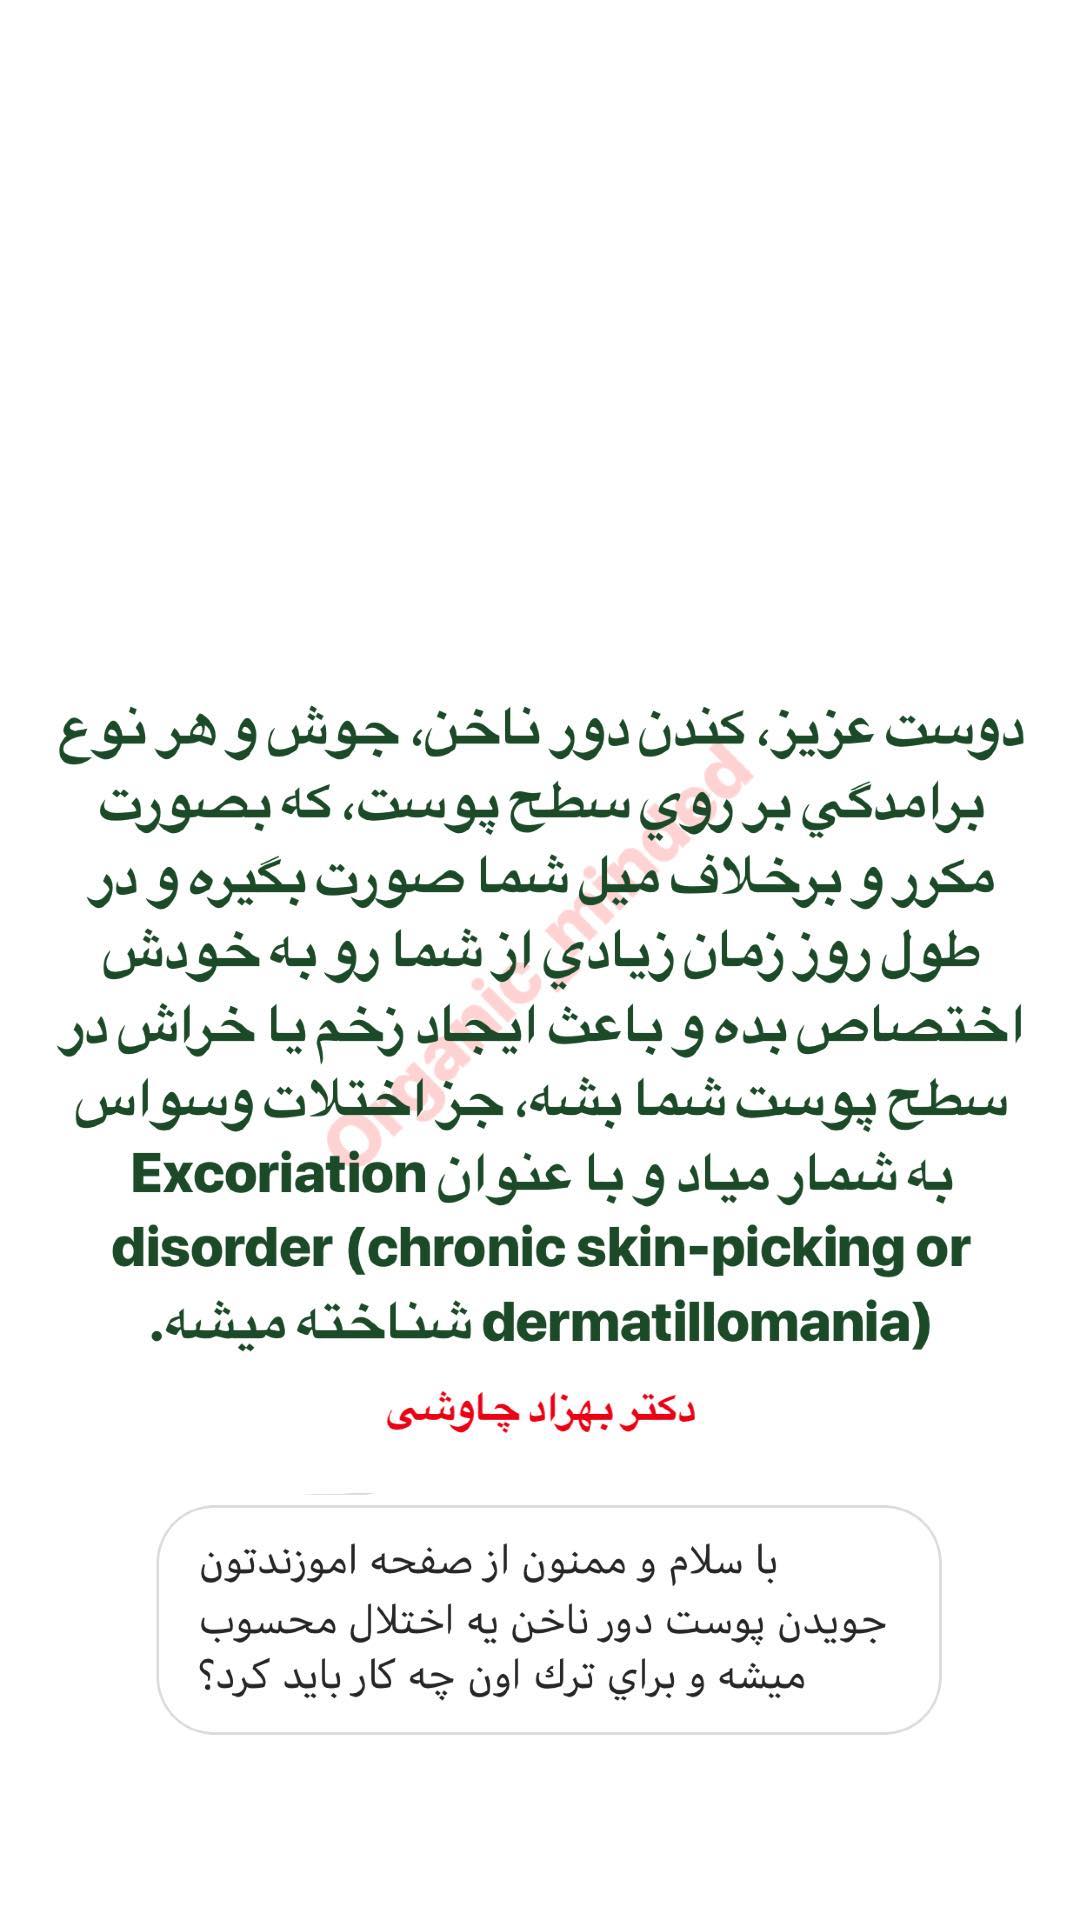 دوست عزيز، كندن دور ناخن، جوش و هر نوع
برامدگي بر روي سطح پوست، كه بصورت
مكرر و برخلاف ميل شما صورت بگيره و در
طول روز زمان زيادي از شما رو به خودش
اختصاص بده و باعث ايجاد زخم يا خراش در
سطح پوست شما بشه، جز اختلات وسواس
به شمار مياد و با عنوان Excoriation
disorder (chronic skin-picking or
dermatillomania) شناخته ميشه.
Organic_minded
دکتر بهزاد چاوشی
با سلام و ممنون از صفحه اموزندتون
جويدن پوست دور ناخن يه اختلال محسوب
ميشه و براي ترك اون چه كار بايد كرد؟